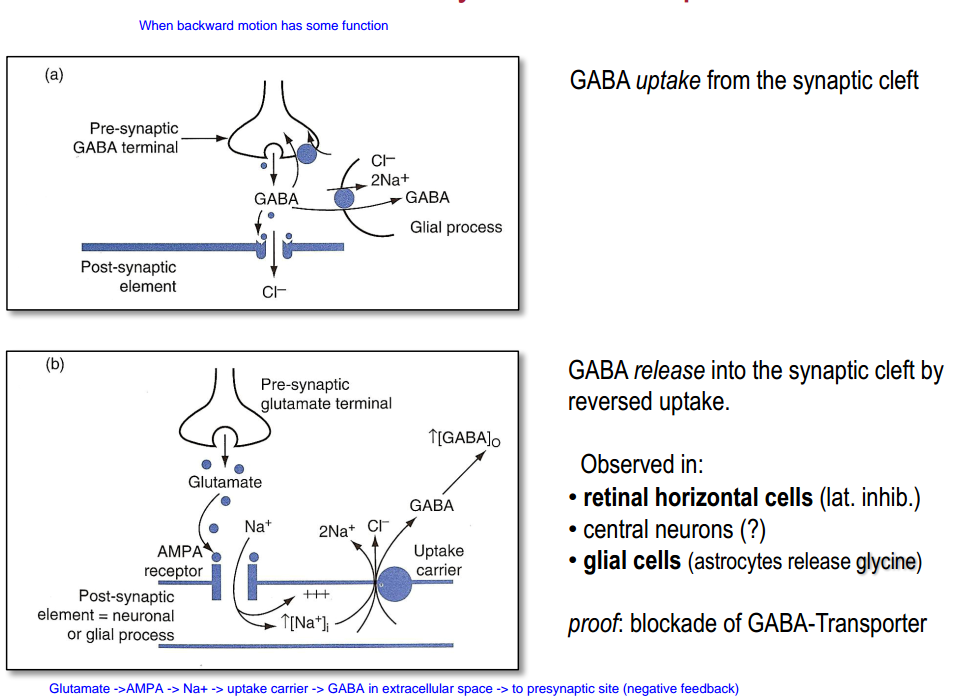 When backward motion has some function
(a)
Pre-synaptic
GABA terminal
Cl–
2Na+
GABA
GABA
Glial process
Post-synaptic
element
Cl–
GABA uptake from the synaptic cleft
(b)
Pre-synaptic
glutamate terminal
↑[GABA]o
Glutamate
GABA
Na+
2Na+ Cl–
AMPA
receptor
Uptake
carrier
+++
Post-synaptic
element = neuronal
or glial process
↑[Na+]i
GABA release into the synaptic cleft by
reversed uptake.
Observed in:
• retinal horizontal cells (lat. inhib.)
• central neurons (?)
• glial cells (astrocytes release glycine)
proof: blockade of GABA-Transporter
Glutamate ->AMPA -> Na+ -> uptake carrier -> GABA in extracellular space -> to presynaptic site (negative feedback)